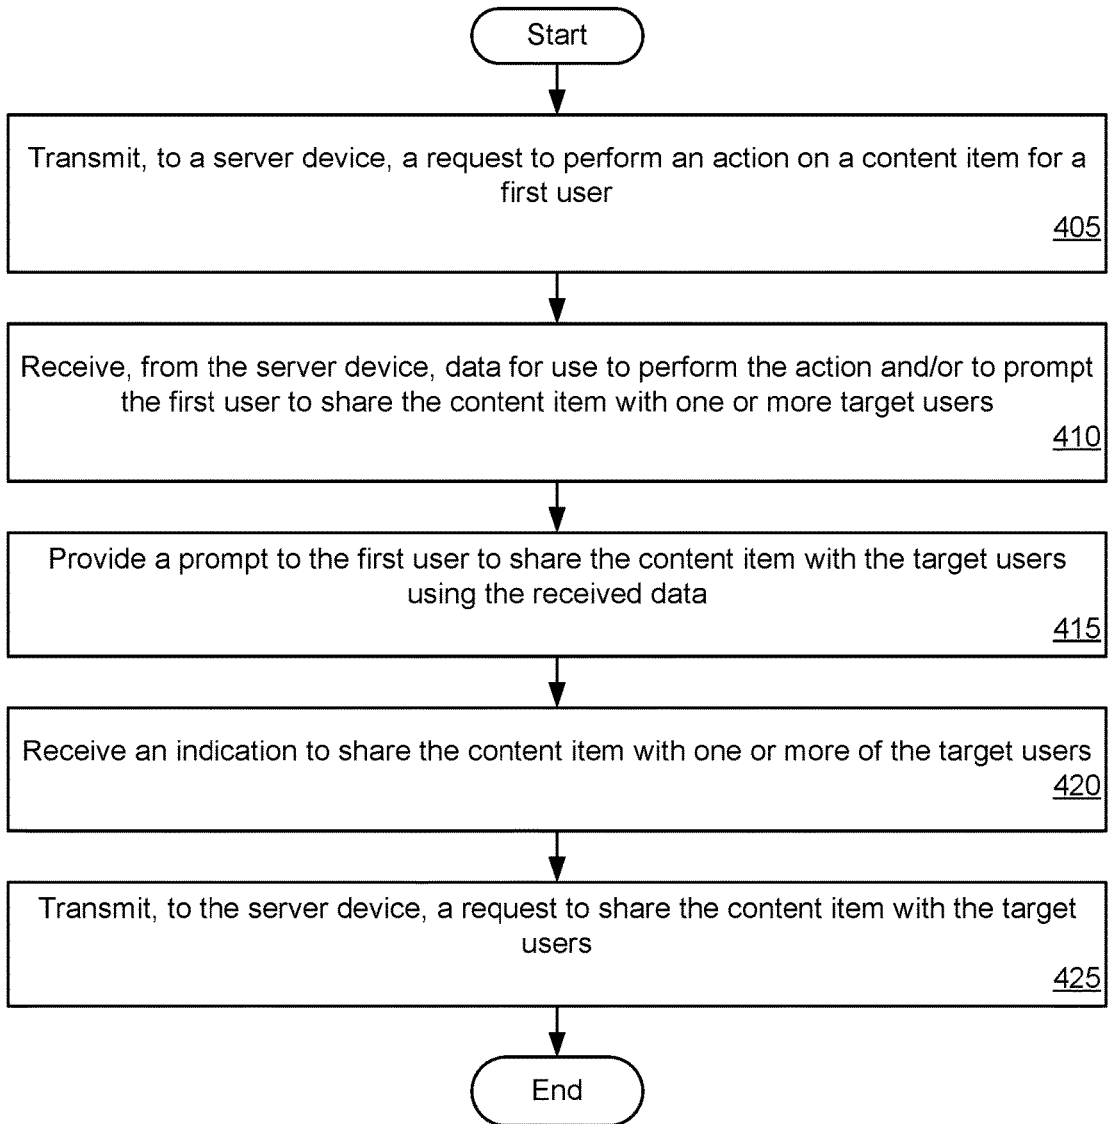 Start
Transmit, to a server device, a request to perform an action on a content item for a
first user
405
Receive, from the server device, data for use to perform the action and/or to prompt
the first user to share the content item with one or more target users
410
Provide a prompt to the first user to share the content item with the target users
using the received data
415
Receive an indication to share the content item with one or more of the target users
420
Transmit, to the server device, a request to share the content item with the target
users
425
End